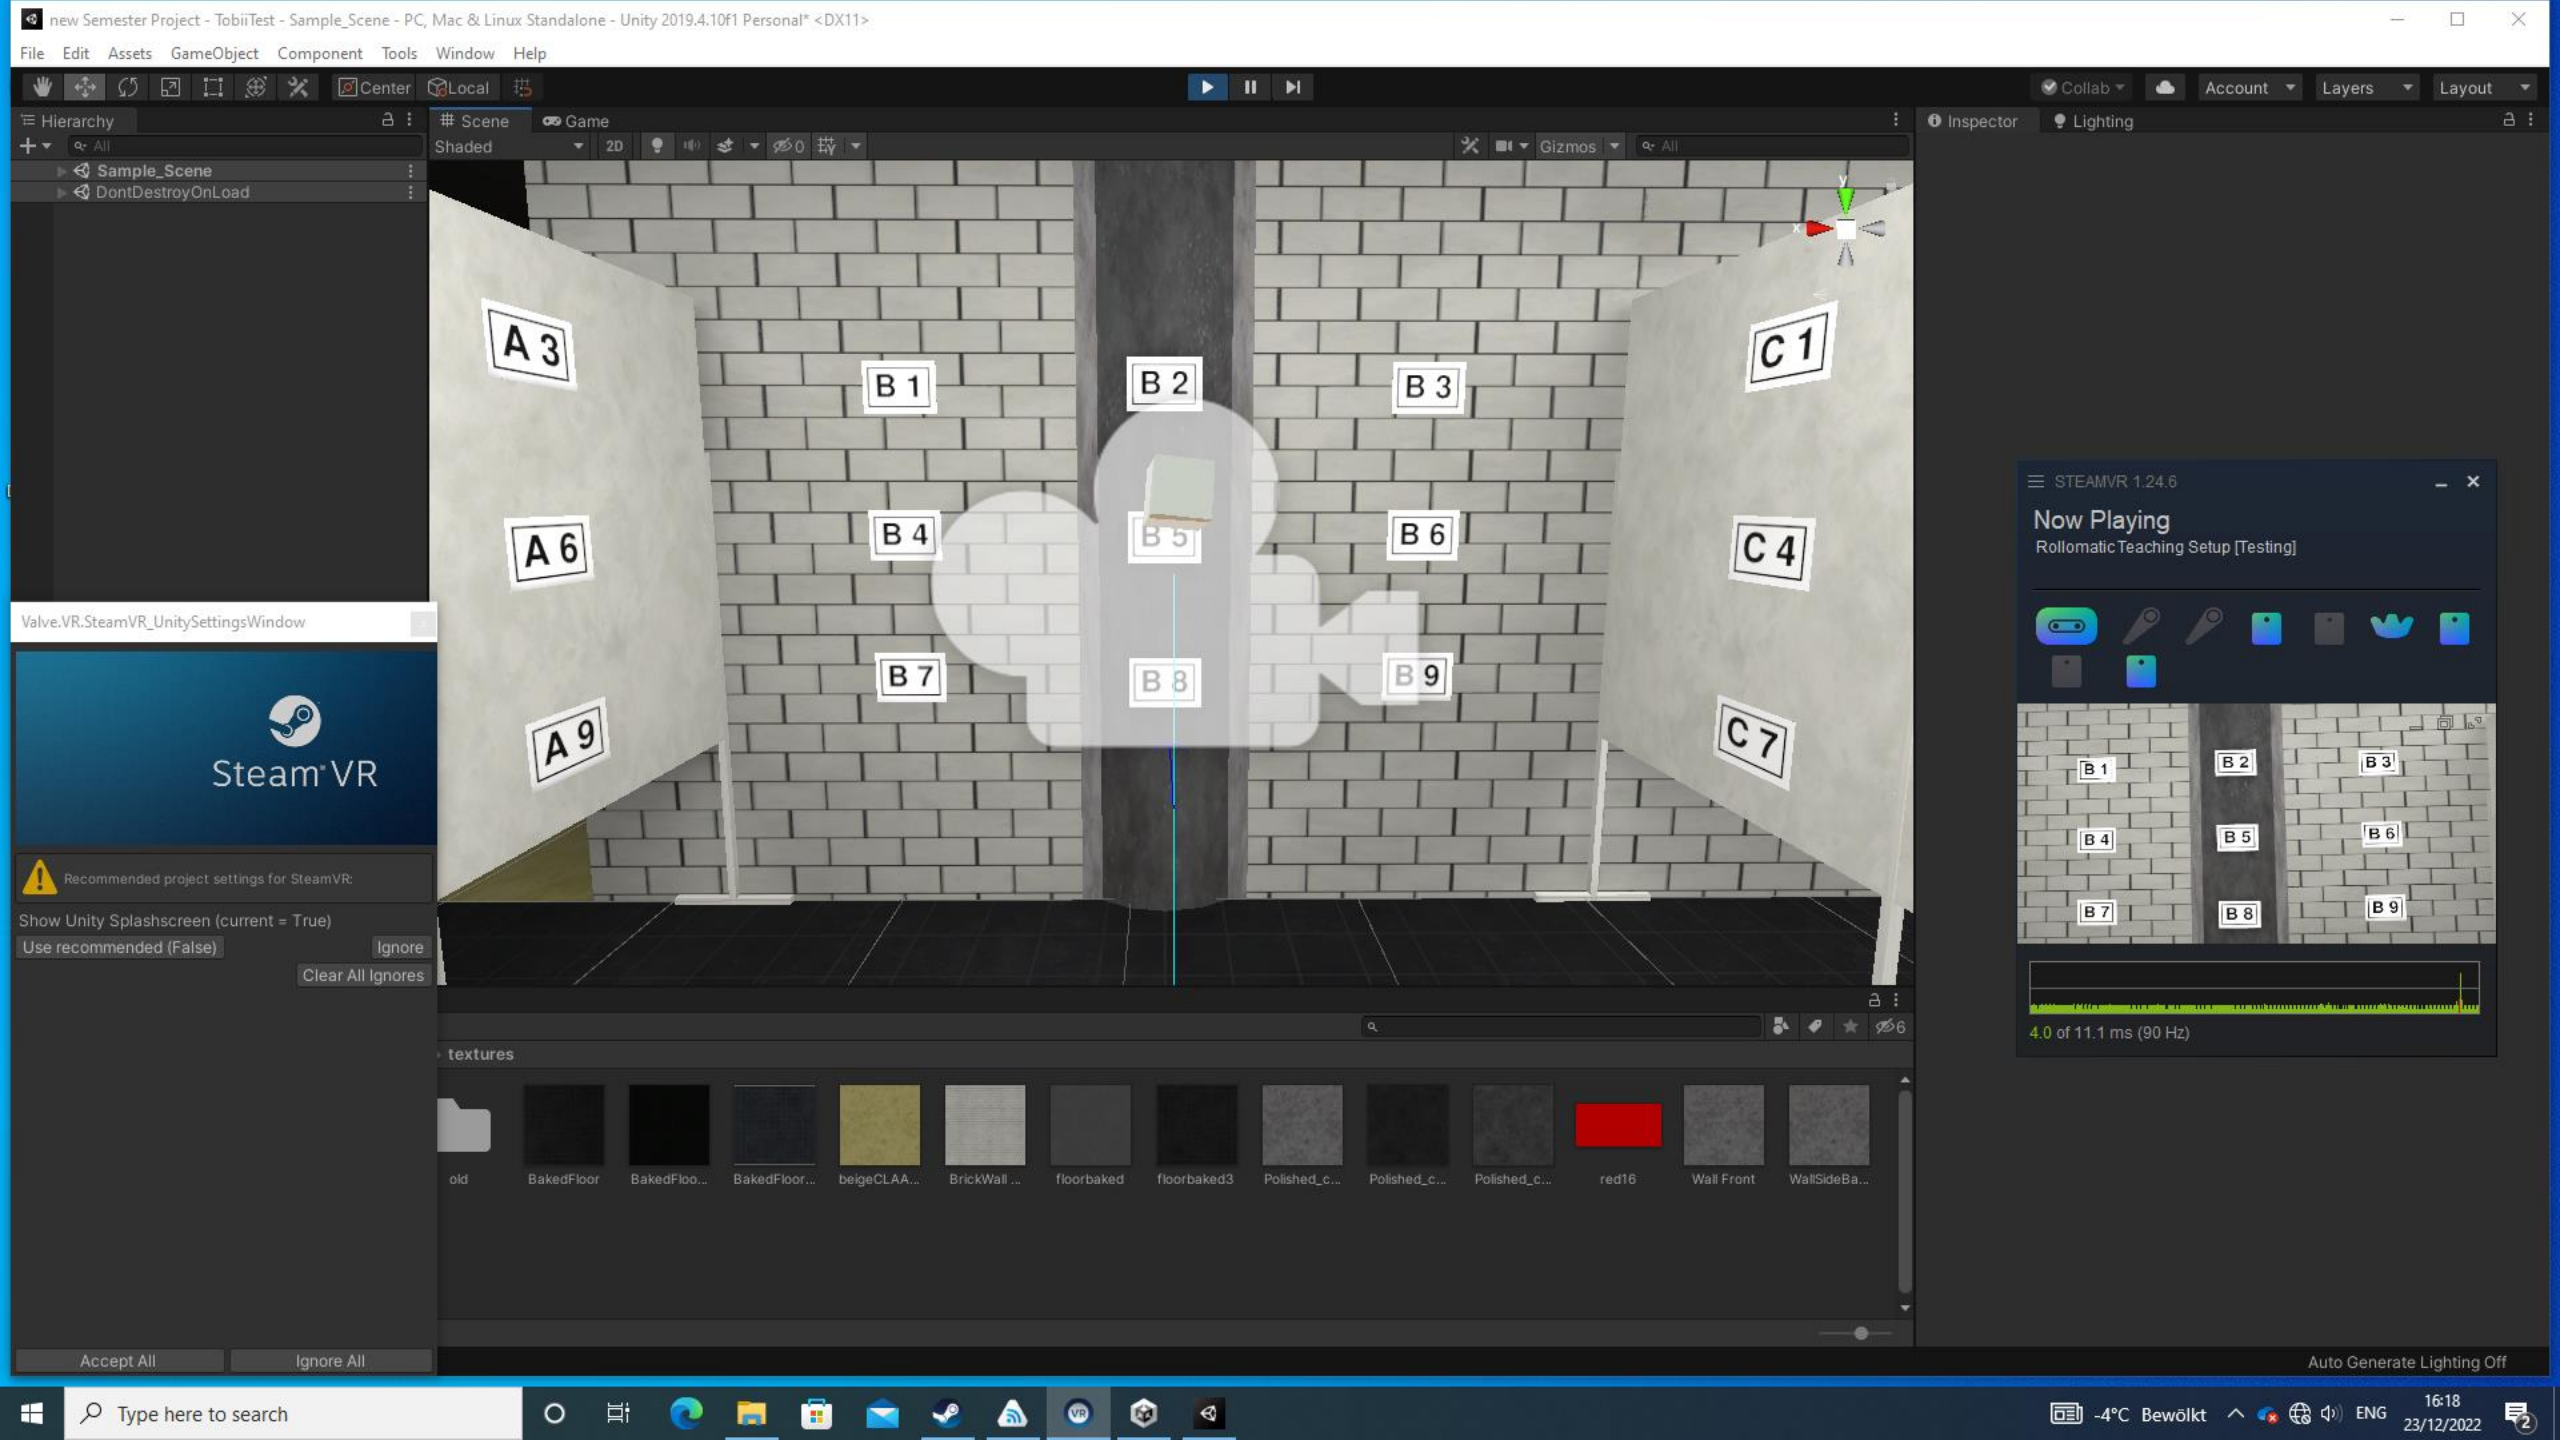 new Semester Project - TobiiTest - Sample_Scene - PC, Mac & Linux Standalone - Unity 2019.4.10f1 Personal* <DX11>
File Edit Assets GameObject Component Tools Window Help
Center Local
Collab Account Layers Layout
Hierarchy
Scene Game
Inspector Lighting
All
Shaded 2D 0 Gizmos All
Sample_Scene
DontDestroyOnLoad
y
x
A 3
C 1
B 1 B 2 B 3
A 6
B 4 B 5 B 6
C 4
B 7 B 8 B 9
A 9
C 7
STEAMVR 1.24.6
Now Playing
Rollomatic Teaching Setup [Testing]
B 1 B 2 B 3
B 4 B 5 B 6
B 7 B 8 B 9
4.0 of 11.1 ms (90 Hz)
Valve.VR.SteamVR_UnitySettingsWindow
Steam VR
Recommended project settings for SteamVR:
Show Unity Splashscreen (current = True)
Use recommended (False) Ignore
Clear All Ignores
Accept All Ignore All
6
textures
old BakedFloor BakedFloo... BakedFloor... beigeCLAA... BrickWall ... floorbaked floorbaked3 Polished_c... Polished_c... Polished_c... red16 Wall Front WallSideBa...
Auto Generate Lighting Off
Type here to search
VR
-4°C Bewölkt
ENG
16:18
23/12/2022
2